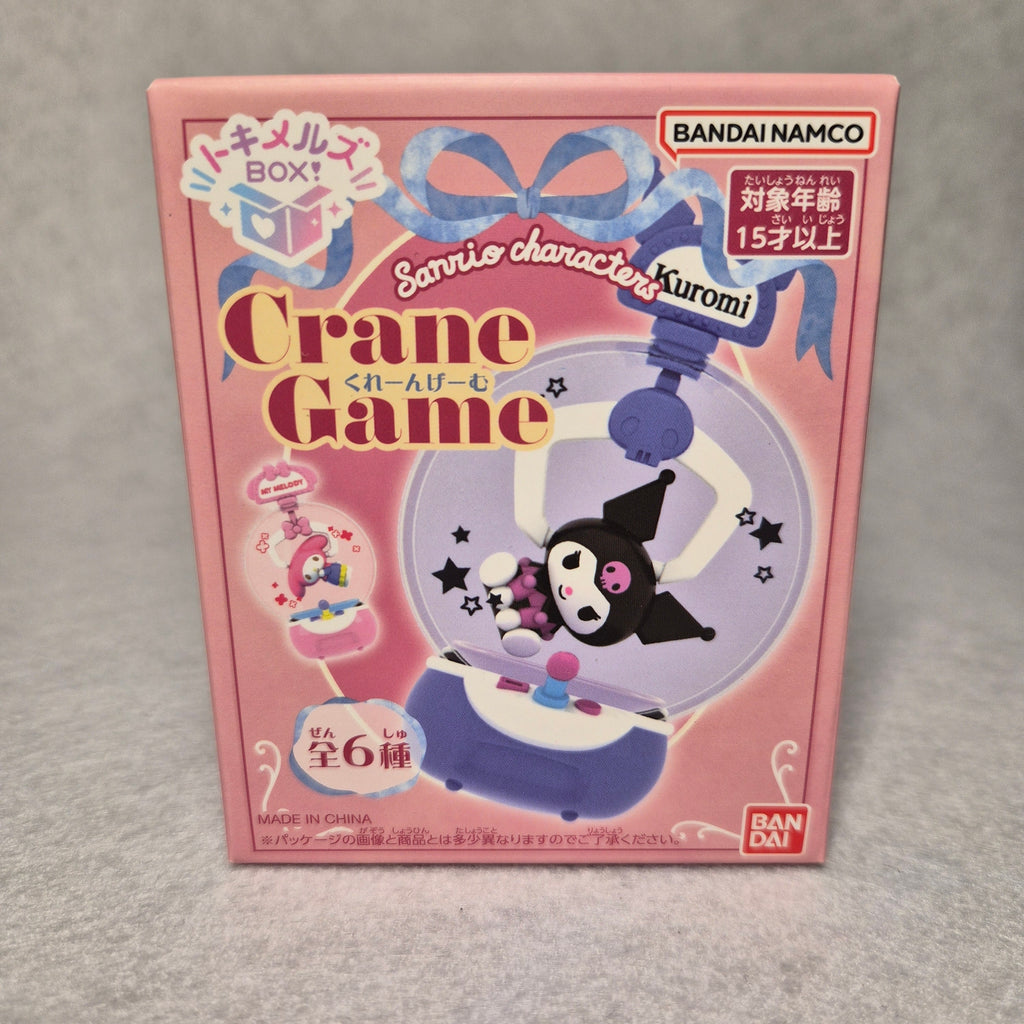 トキメルズ
BOX!
BANDAI NAMCO
たいしょうねんれい
対象年齢
さいいじょう
15才以上
Sanrio characters
Kuromi
Crane
くれーんげーむ
Game
MY MELODY
ぜん しゅ
全6種
MADE IN CHINA
がぞう しょうひん たしょうこと りょうしょう
※パッケージの画像と商品とは多少異なりますのでご了承ください。
BAN
DAI